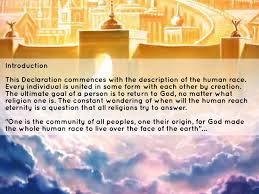 Introduction
This Declaration commences with the description of the human race.
Every individual is united in some form with each other by creation.
The ultimate goal of a person is to return to God, no matter what
religion one is. The constant wondering of when will the human reach
eternity is a question that all religions try to answer.
"One is the community of all peoples, one their origin, for God made
the whole human race to live over the face of the earth"...